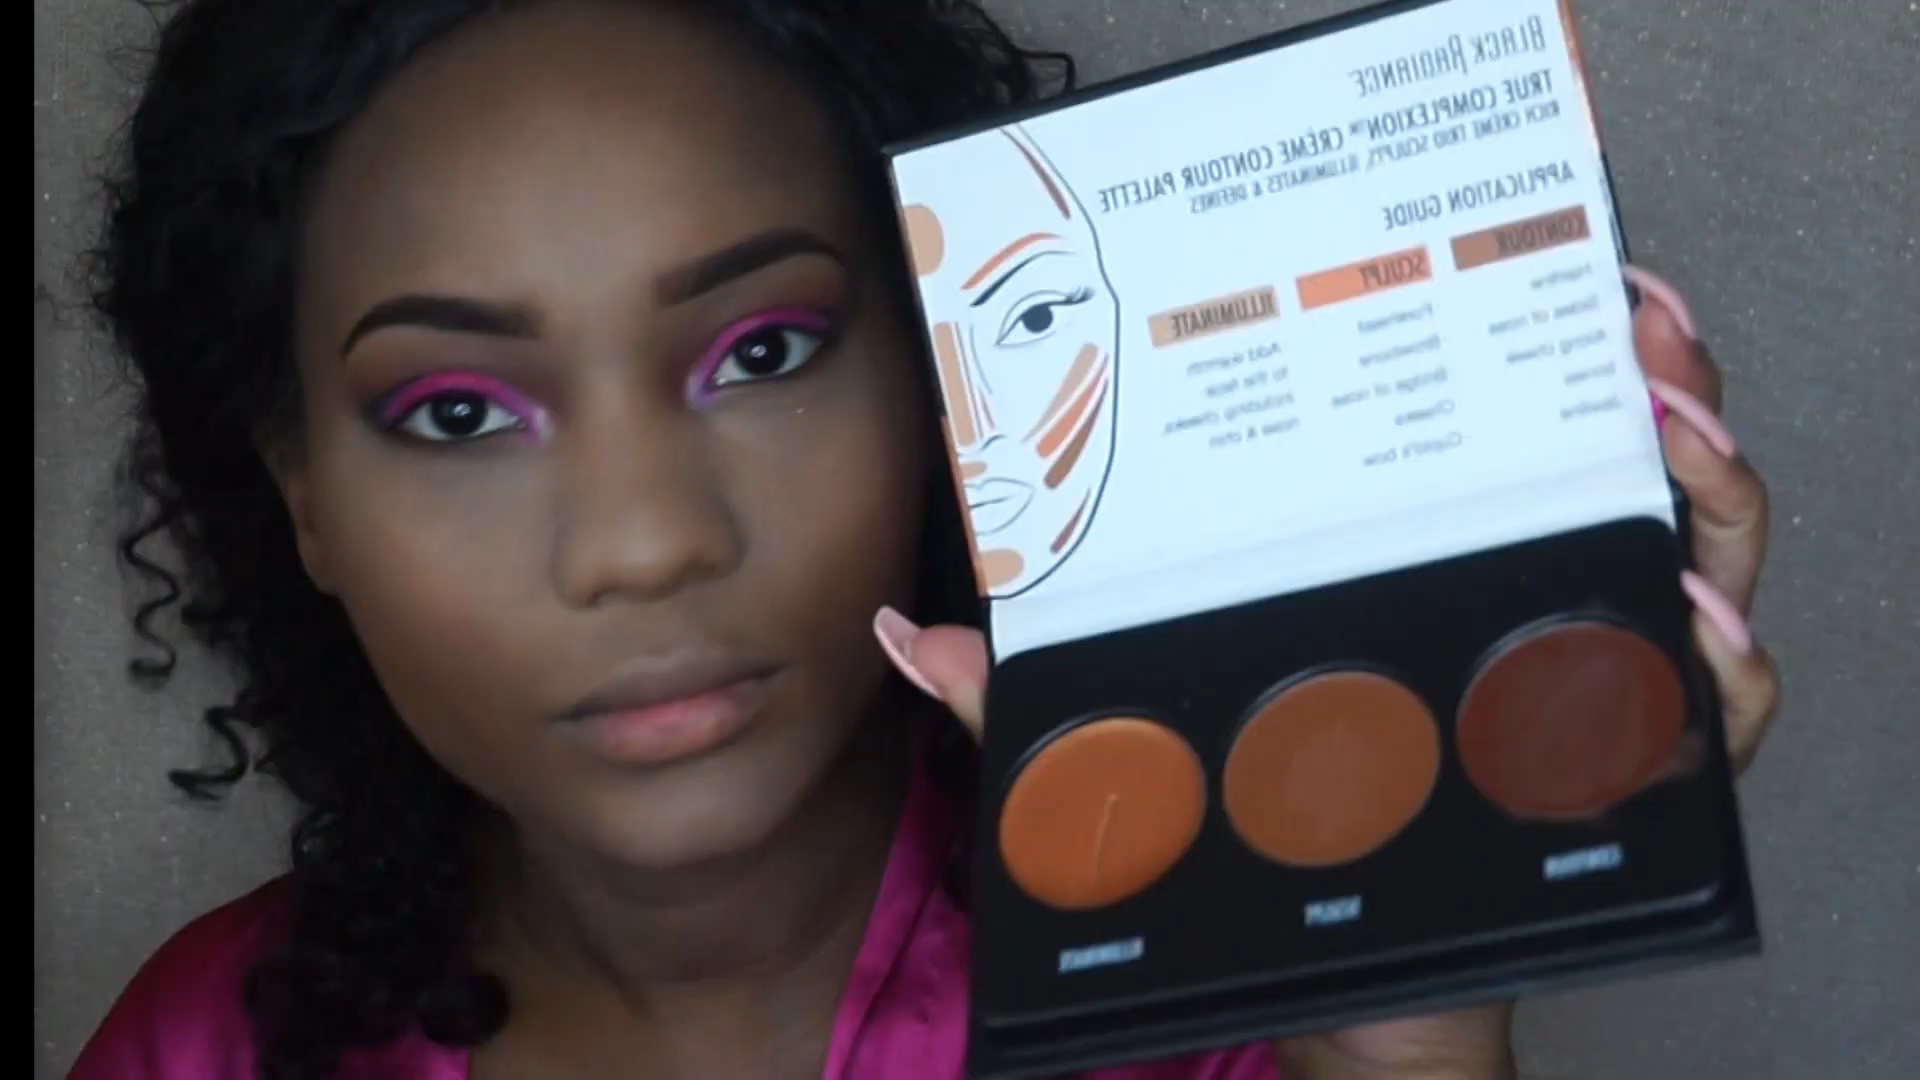 BLACK RADIANCE
TRUE COMPLEXION™ CRÈME CONTOUR PALETTE
RICH CRÈME TRIO SCULPTS, ILLUMINATES & DEFINES
APPLICATION GUIDE
CONTOUR
Hairline
Sides of nose
Along cheek
bones
Jawline
SCULPT
Forehead
Browbone
Bridge of nose
Cheeks
Cupid's bow
ILLUMINATE
Add warmth
to the face
including cheeks,
nose & chin
CONTOUR
SCULPT
ILLUMINATE